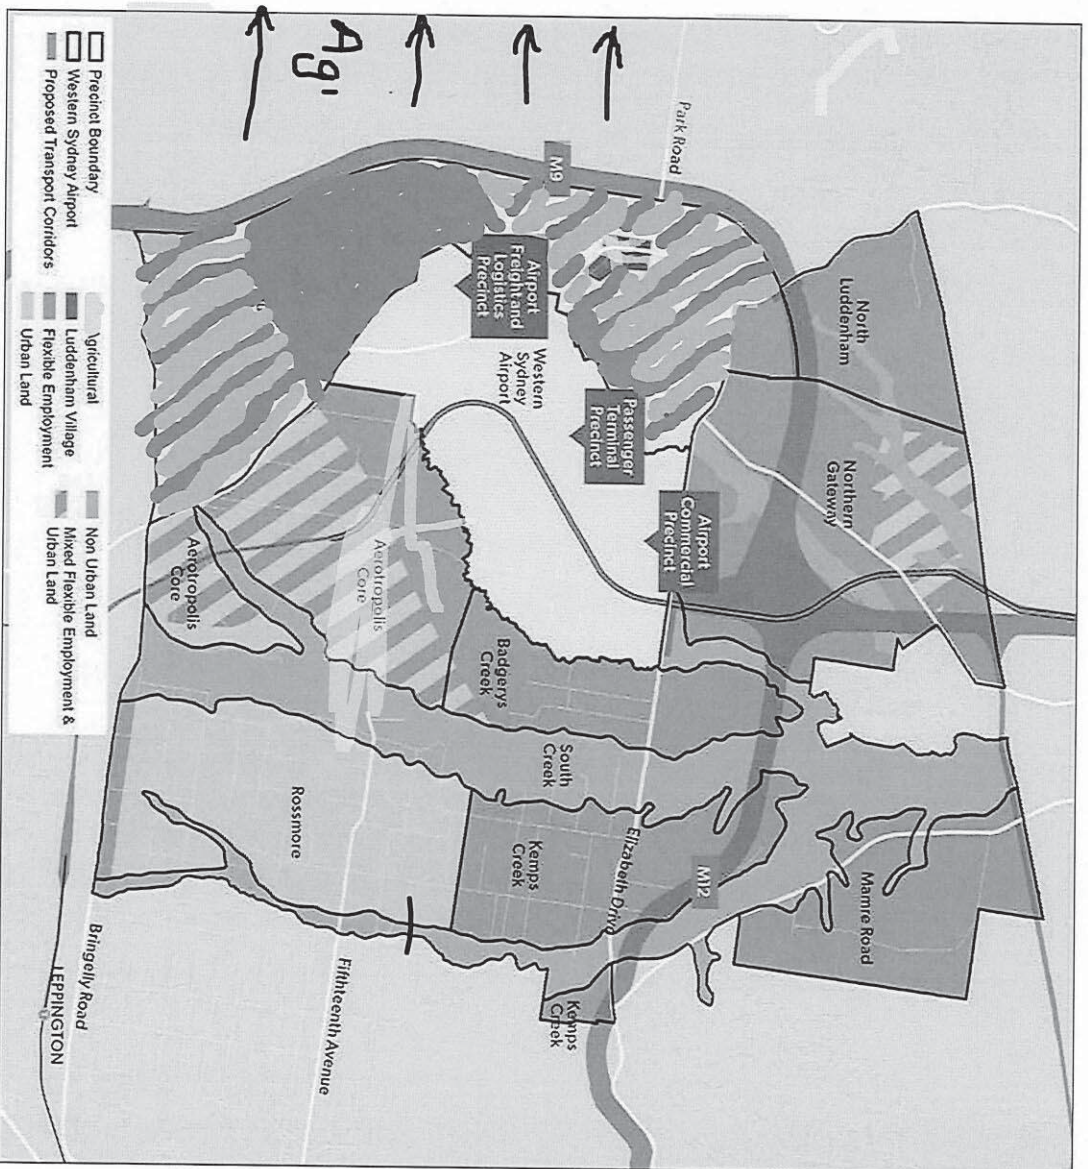 Ag'
Park Road
M9
North
Luddenham
Airport
Freight and
Logistics
Precinct
Western
Sydney
Airport
Passenger
Terminal
Precinct
Northern
Gateway
Airport
Commercial
Precinct
Aerotropolis
Core
Aerotropolis
Core
Badgerys
Creek
South
Creek
Rossmore
Kemps
Creek
Elizabeth Drive
M12
Mamre Road
Kemps
Creek
Fifthteenth Avenue
Bringelly Road
LEPPINGTON
Precinct Boundary
Western Sydney Airport
Proposed Transport Corridors
Agricultural
Luddenham Village
Flexible Employment
Urban Land
Non Urban Land
Mixed Flexible Employment &
Urban Land